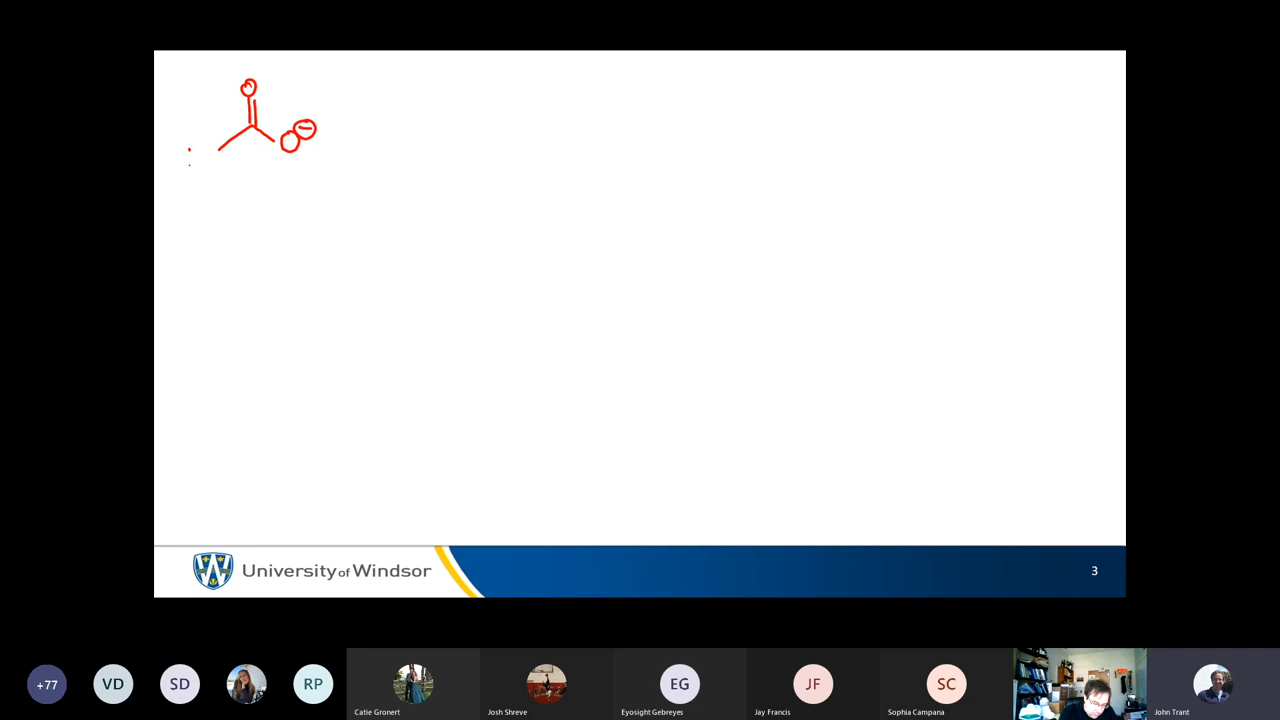 O
O⊖
University of Windsor
3
+77
VD
SD
RP
EG
JF
SC
Catie Gronert
Josh Shreve
Eyosight Gebreyes
Jay Francis
Sophia Campana
John Trant